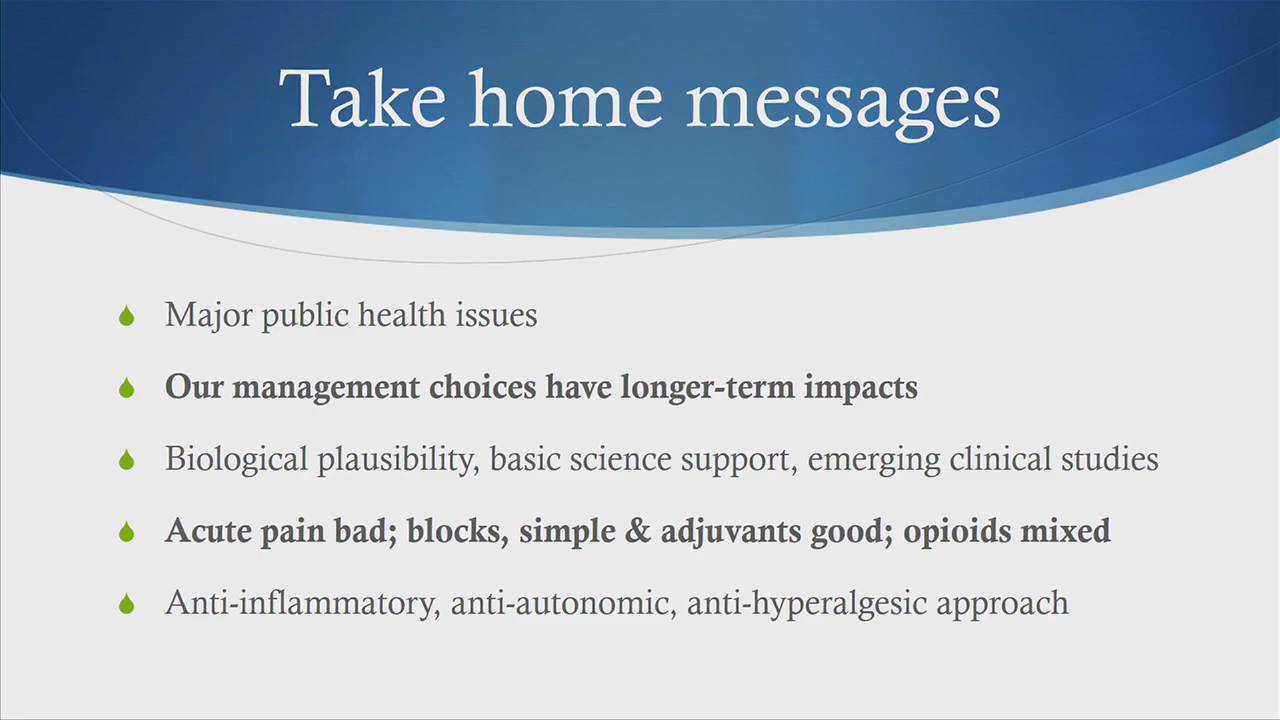 Take home messages
Major public health issues
Our management choices have longer-term impacts
Biological plausibility, basic science support, emerging clinical studies
Acute pain bad; blocks, simple & adjuvants good; opioids mixed
Anti-inflammatory, anti-autonomic, anti-hyperalgesic approach